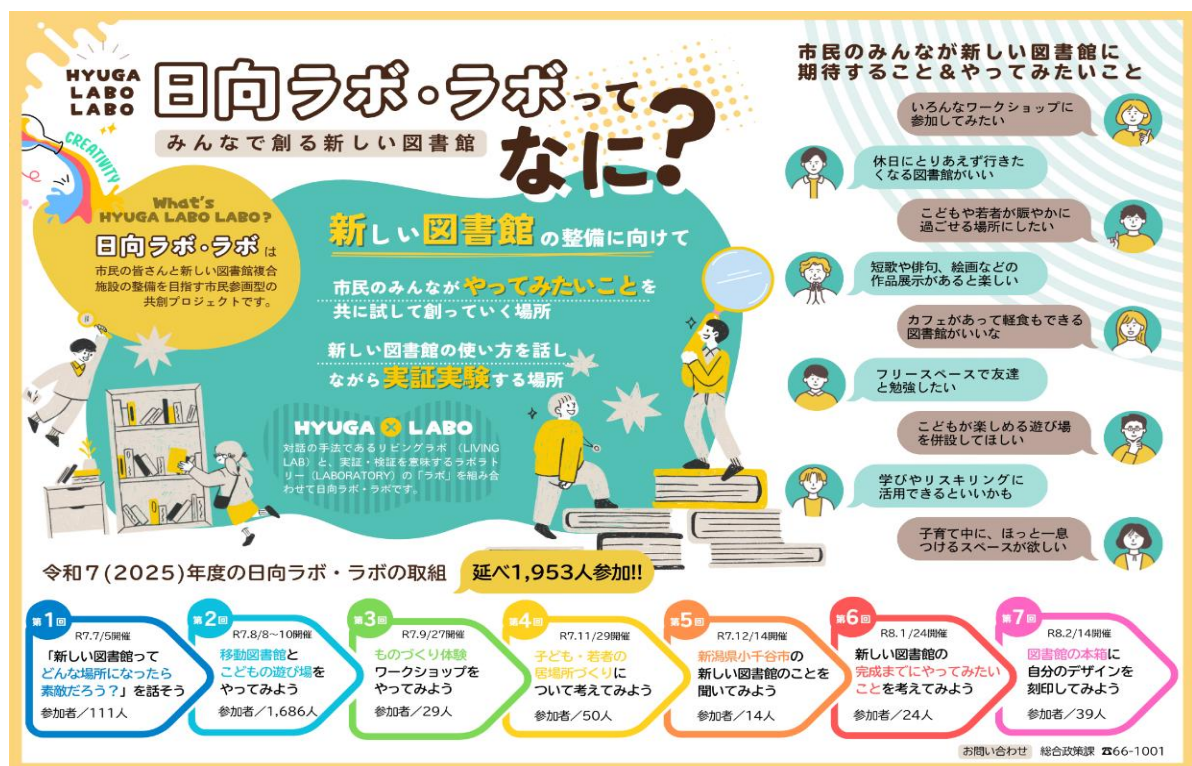 HYUGA
LABO
LABO
日向ラボ・ラボって
なに?
みんなで創る新しい図書館
CREATIVITY
What's
HYUGA LABO LABO?
日向ラボ・ラボは
市民の皆さんと新しい図書館複合
施設の整備を目指す市民参画型の
共創プロジェクトです。
新しい図書館の整備に向けて
市民のみんながやってみたいことを
共に試して創っていく場所
新しい図書館の使い方を話し
ながら実証実験する場所
HYUGA × LABO
対話の手法であるリビングラボ（LIVING
LAB）と、実証・検証を意味するラボラト
リー（LABORATORY）の「ラボ」を組み合
わせて日向ラボ・ラボです。
市民のみんなが新しい図書館に
期待すること&やってみたいこと
いろんなワークショップに
参加してみたい
休日にとりあえず行きた
くなる図書館がいい
こどもや若者が賑やかに
過ごせる場所にしたい
短歌や俳句、絵画などの
作品展示があると楽しい
カフェがあって軽食もできる
図書館がいいな
フリースペースで友達
と勉強したい
こどもが楽しめる遊び場
を併設してほしい
学びやリスキリングに
活用できるといいかも
子育て中に、ほっと一息
つけるスペースが欲しい
令和7(2025)年度の日向ラボ・ラボの取組
延べ1,953人参加!!
第1回
R7.7/5開催
「新しい図書館って
どんな場所になったら
素敵だろう？」を話そう
参加者／111人
第2回
R7.8/8～10開催
移動図書館と
こどもの遊び場を
やってみよう
参加者／1,686人
第3回
R7.9/27開催
ものづくり体験
ワークショップを
やってみよう
参加者／29人
第4回
R7.11/29開催
子ども・若者の
居場所づくりに
ついて考えてみよう
参加者／50人
第5回
R7.12/14開催
新潟県小千谷市の
新しい図書館のことを
聞いてみよう
参加者／14人
第6回
R8.1/24開催
新しい図書館の
完成までにやってみたい
ことを考えてみよう
参加者／24人
第7回
R8.2/14開催
図書館の本箱に
自分のデザインを
刻印してみよう
参加者／39人
お問い合わせ 総合政策課 ☎66-1001